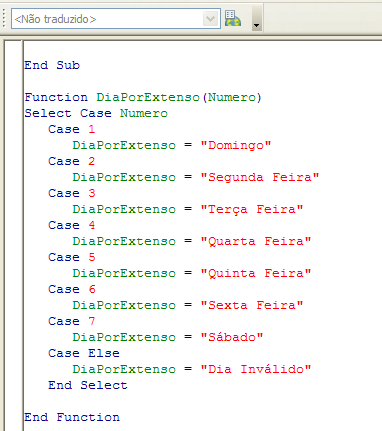 <Não traduzido>
End Sub
Function DiaPorExtenso(Numero)
Select Case Numero
Case 1
DiaPorExtenso = "Domingo"
Case 2
DiaPorExtenso = "Segunda Feira"
Case 3
DiaPorExtenso = "Terça Feira"
Case 4
DiaPorExtenso = "Quarta Feira"
Case 5
DiaPorExtenso = "Quinta Feira"
Case 6
DiaPorExtenso = "Sexta Feira"
Case 7
DiaPorExtenso = "Sábado"
Case Else
DiaPorExtenso = "Dia Inválido"
End Select
End Function